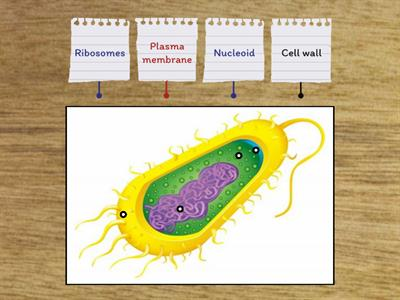 Ribosomes
Plasma
membrane
Nucleoid
Cell wall